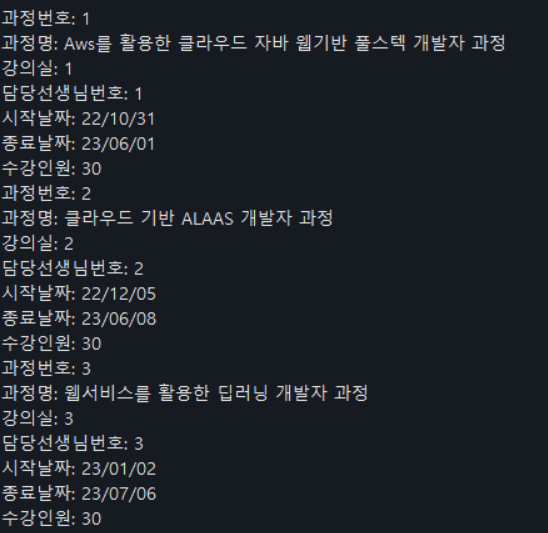 과정번호: 1
과정명: Aws를 활용한 클라우드 자바 웹기반 풀스텍 개발자 과정
강의실: 1
담당선생님번호: 1
시작날짜: 22/10/31
종료날짜: 23/06/01
수강인원: 30
과정번호: 2
과정명: 클라우드 기반 ALAAS 개발자 과정
강의실: 2
담당선생님번호: 2
시작날짜: 22/12/05
종료날짜: 23/06/08
수강인원: 30
과정번호: 3
과정명: 웹서비스를 활용한 딥러닝 개발자 과정
강의실: 3
담당선생님번호: 3
시작날짜: 23/01/02
종료날짜: 23/07/06
수강인원: 30